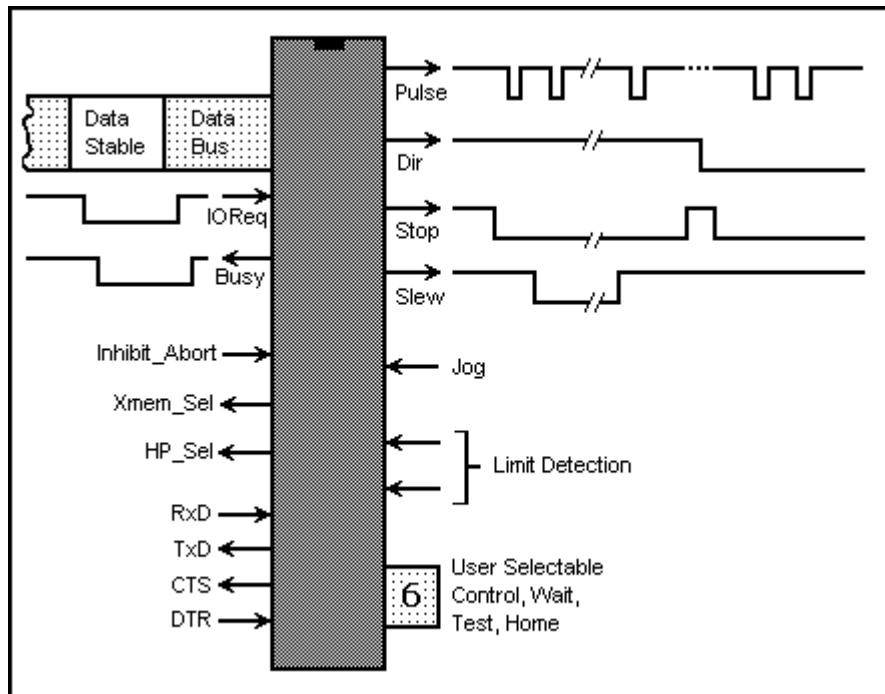 Data
Stable
Data
Bus
IOReq
Busy
Inhibit_Abort
Xmem_Sel
HP_Sel
RxD
TxD
CTS
DTR
Pulse
Dir
Stop
Slew
Jog
Limit Detection
6
User Selectable
Control, Wait,
Test, Home